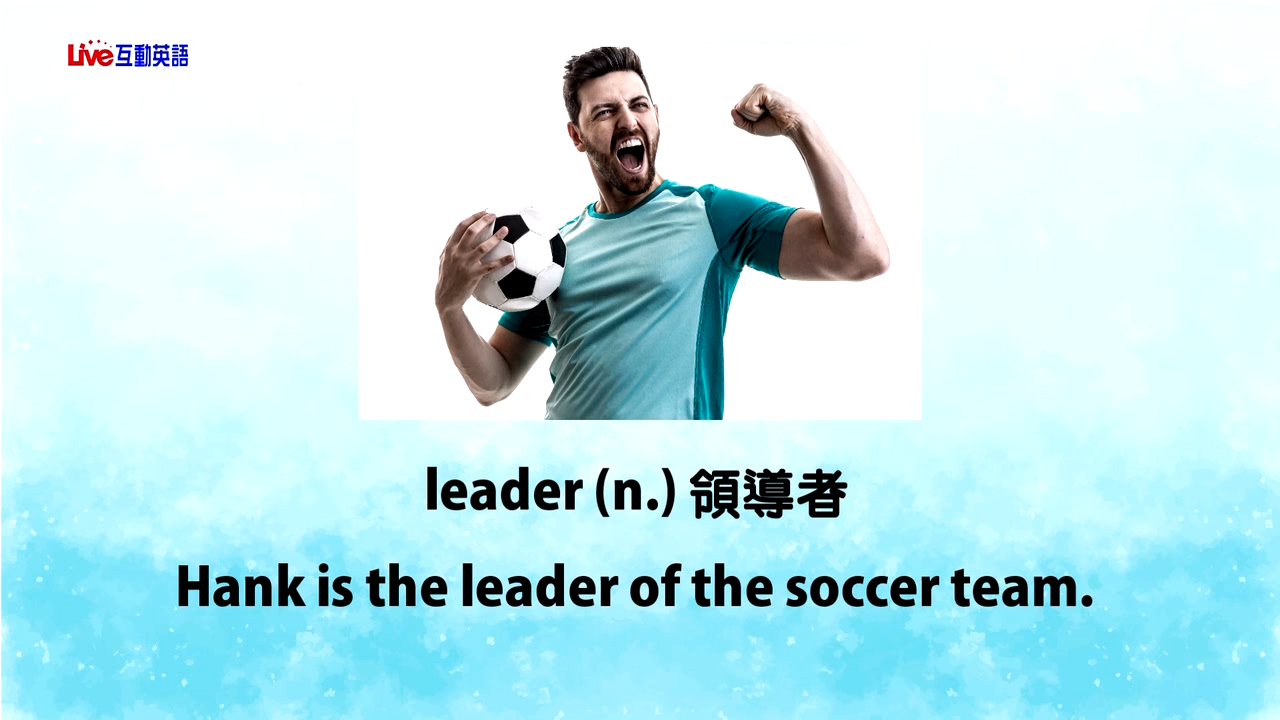 Live互動英語
leader (n.) 領導者
Hank is the leader of the soccer team.